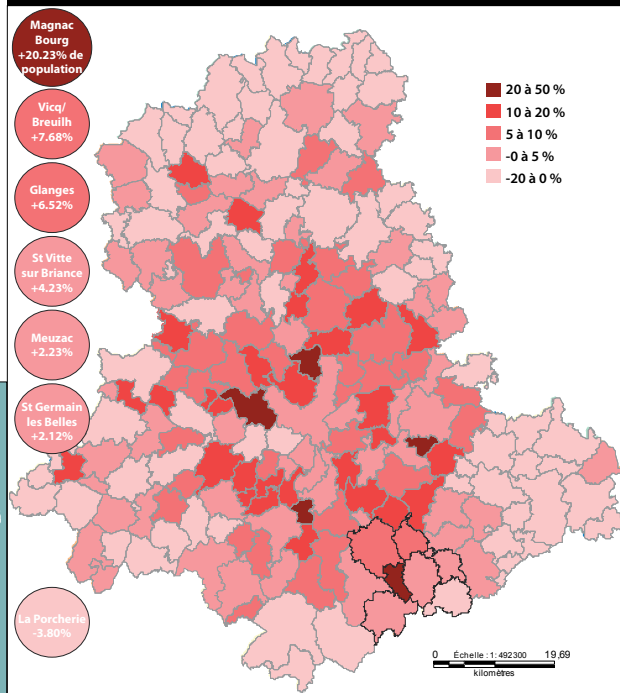 Magnac
Bourg
+20.23% de
population
Vicq/
Breuilh
+7.68%
Glanges
+6.52%
St Vitte
sur Briance
+4.23%
Meuzac
+2.23%
St Germain
les Belles
+2.12%
La Porcherie
-3.80%
20 à 50 %
10 à 20 %
5 à 10 %
-0 à 5 %
-20 à 0 %
0 Échelle : 1: 492300 19,69
kilomètres